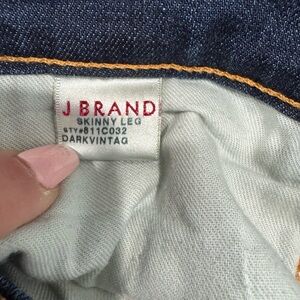 J BRAND
SKINNY LEG
STY#811C032
DARKVINTAG